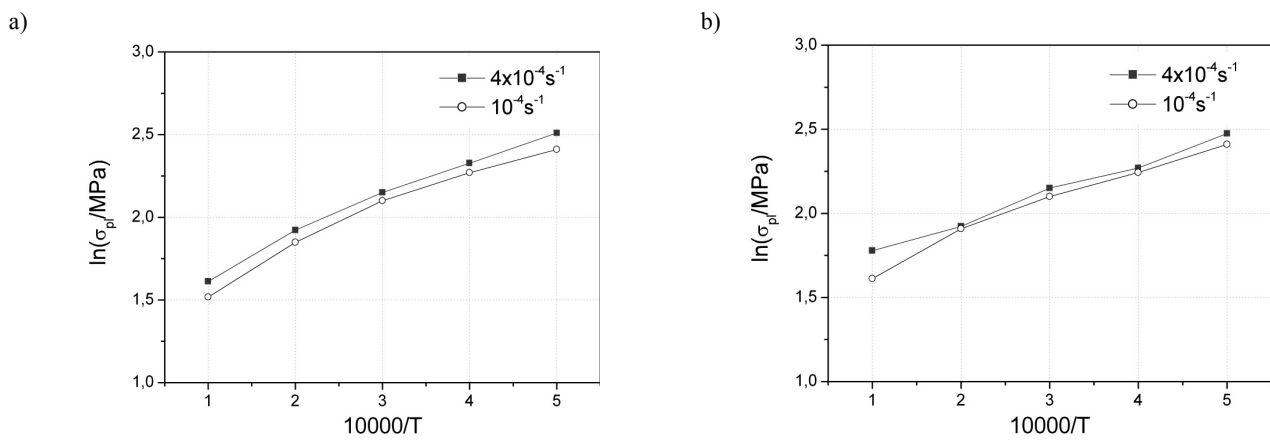 a)
3,0
2,5
2,0
1,5
1,0
ln(σpl/MPa)
4x10⁻⁴s⁻¹
10⁻⁴s⁻¹
1 2 3 4 5
10000/T
b)
3,0
2,5
2,0
1,5
1,0
ln(σpl/MPa)
4x10⁻⁴s⁻¹
10⁻⁴s⁻¹
1 2 3 4 5
10000/T